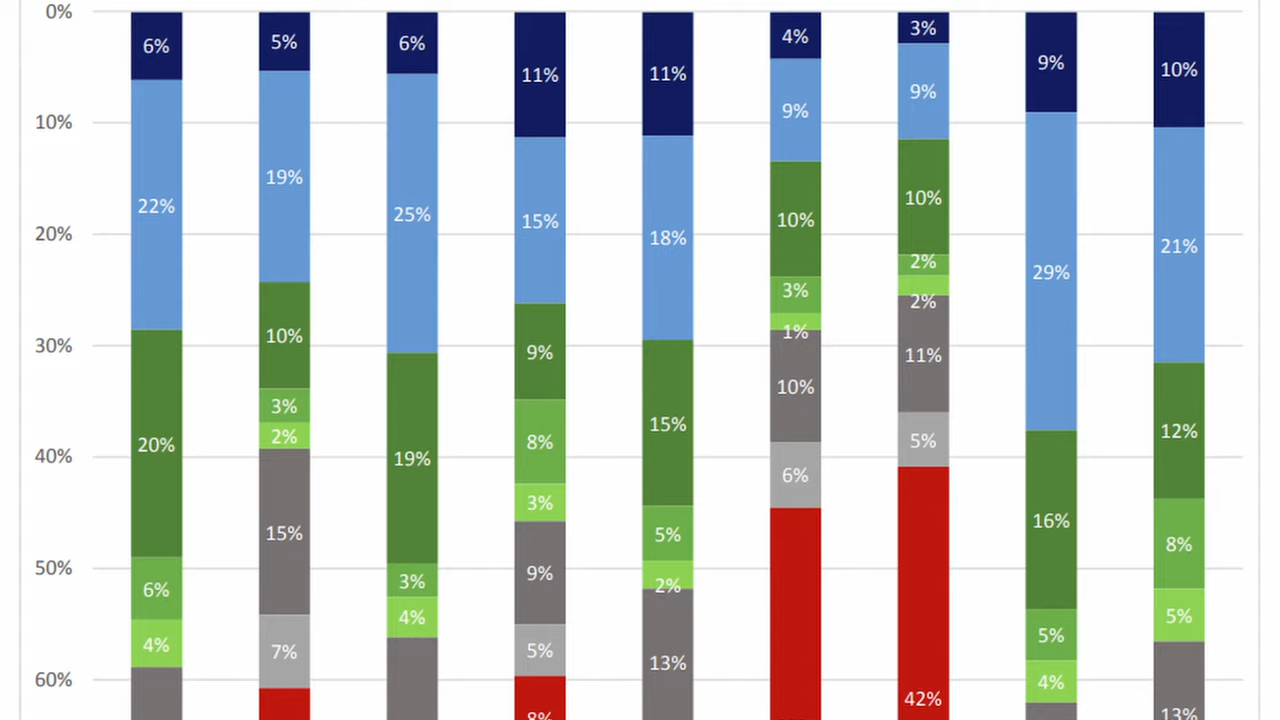 0%
6% 5% 6% 11% 11% 4% 3% 9% 10%
9% 9%
10%
22% 19% 25% 15% 18% 10% 10% 29% 21%
20%
3% 2%
1% 2%
30%
10% 9% 10% 11%
20% 3% 19% 8% 15% 6% 5% 16% 12%
2%
40%
3%
15% 9% 5% 8%
50%
6% 3% 2%
4% 7% 4% 5% 13% 5% 5%
60%
42% 4%
8% 13%